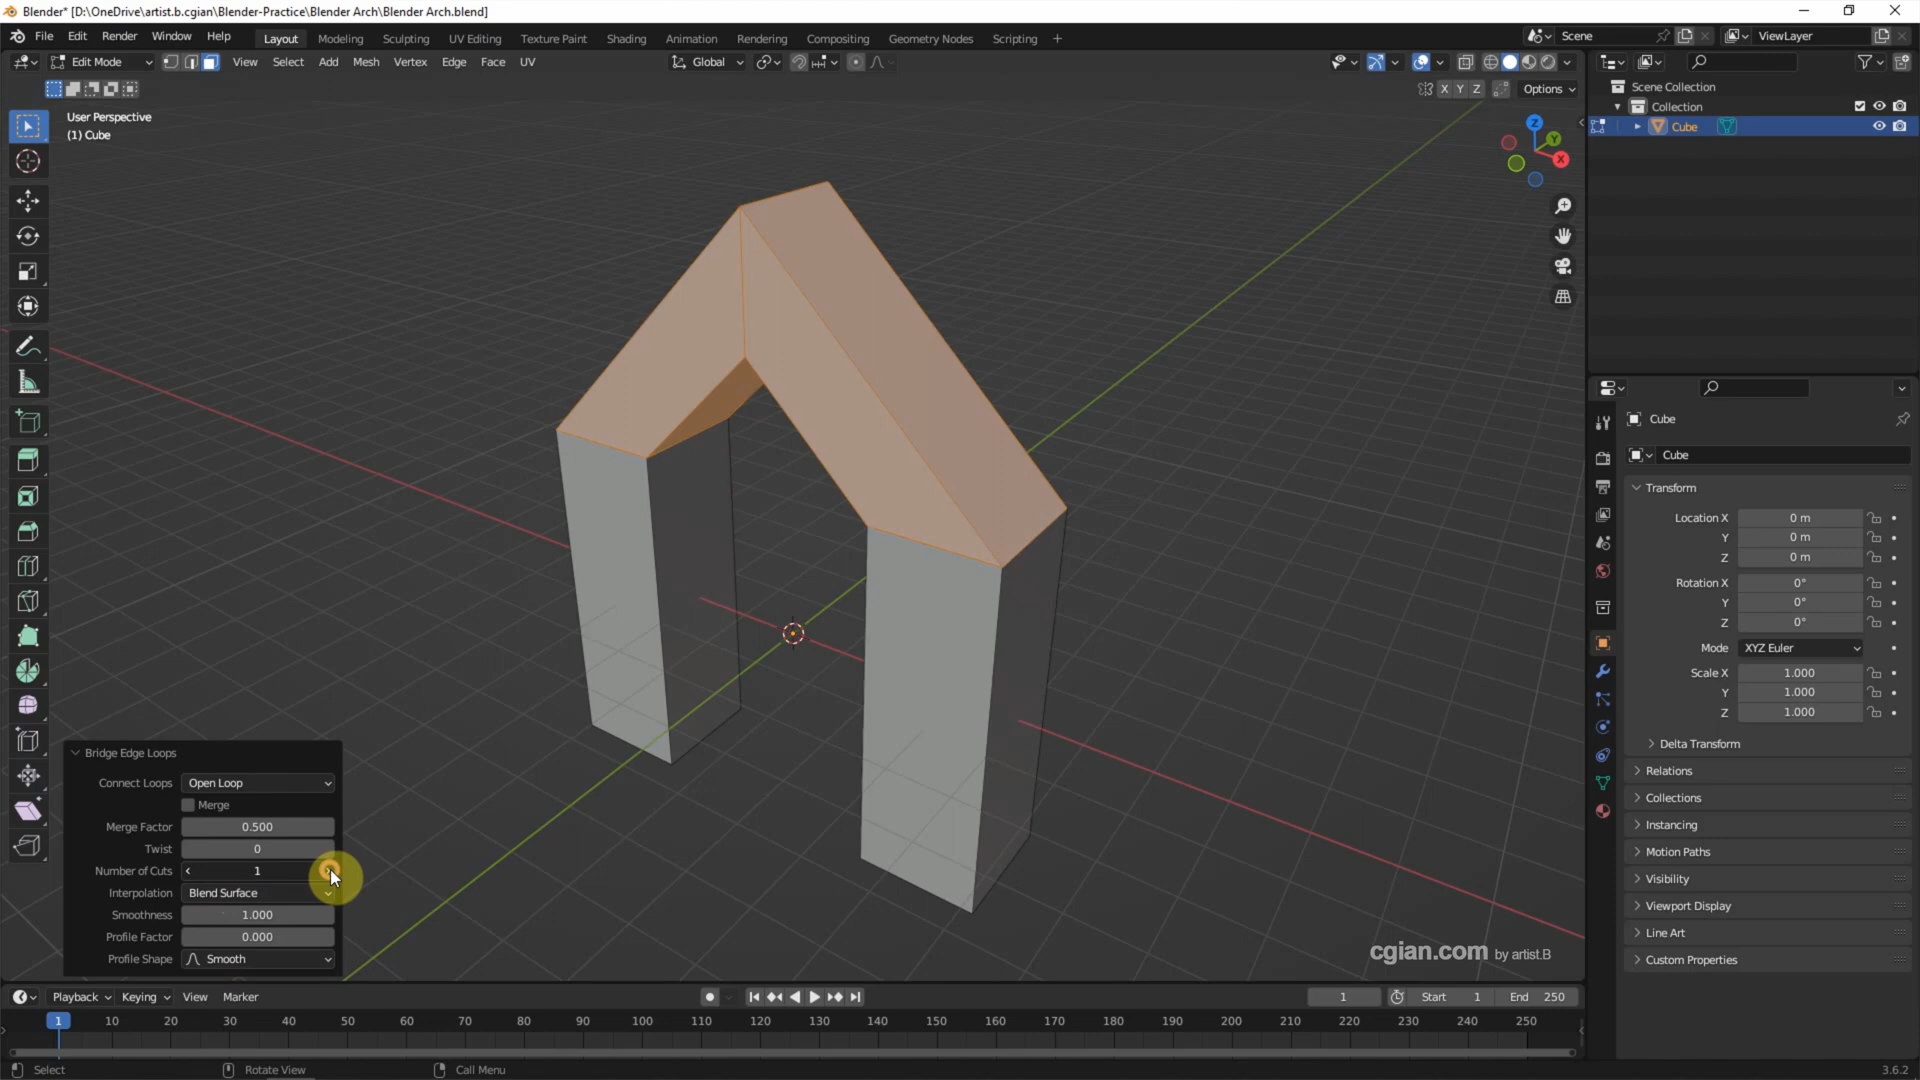 Blender* [D:\OneDrive\artist.b.cgian\Blender-Practice\Blender Arch\Blender Arch.blend]
File Edit Render Window Help Layout Modeling Sculpting UV Editing Texture Paint Shading Animation Rendering Compositing Geometry Nodes Scripting + Scene ViewLayer
Edit Mode View Select Add Mesh Vertex Edge Face UV Global
X Y Z Options
User Perspective
(1) Cube
Z Y X
Scene Collection
Collection
Cube
Cube
Cube
Transform
Location X 0 m
Y 0 m
Z 0 m
Rotation X 0°
Y 0°
Z 0°
Mode XYZ Euler
Scale X 1.000
Y 1.000
Z 1.000
Delta Transform
Relations
Collections
Instancing
Motion Paths
Visibility
Viewport Display
Line Art
Custom Properties
Bridge Edge Loops
Connect Loops Open Loop
Merge
Merge Factor 0.500
Twist 0
Number of Cuts 1
Interpolation Blend Surface
Smoothness 1.000
Profile Factor 0.000
Profile Shape Smooth
cgian.com by artist.B
Playback Keying View Marker 1 Start 1 End 250
1 10 20 30 40 50 60 70 80 90 100 110 120 130 140 150 160 170 180 190 200 210 220 230 240 250
Select Rotate View Call Menu 3.6.2